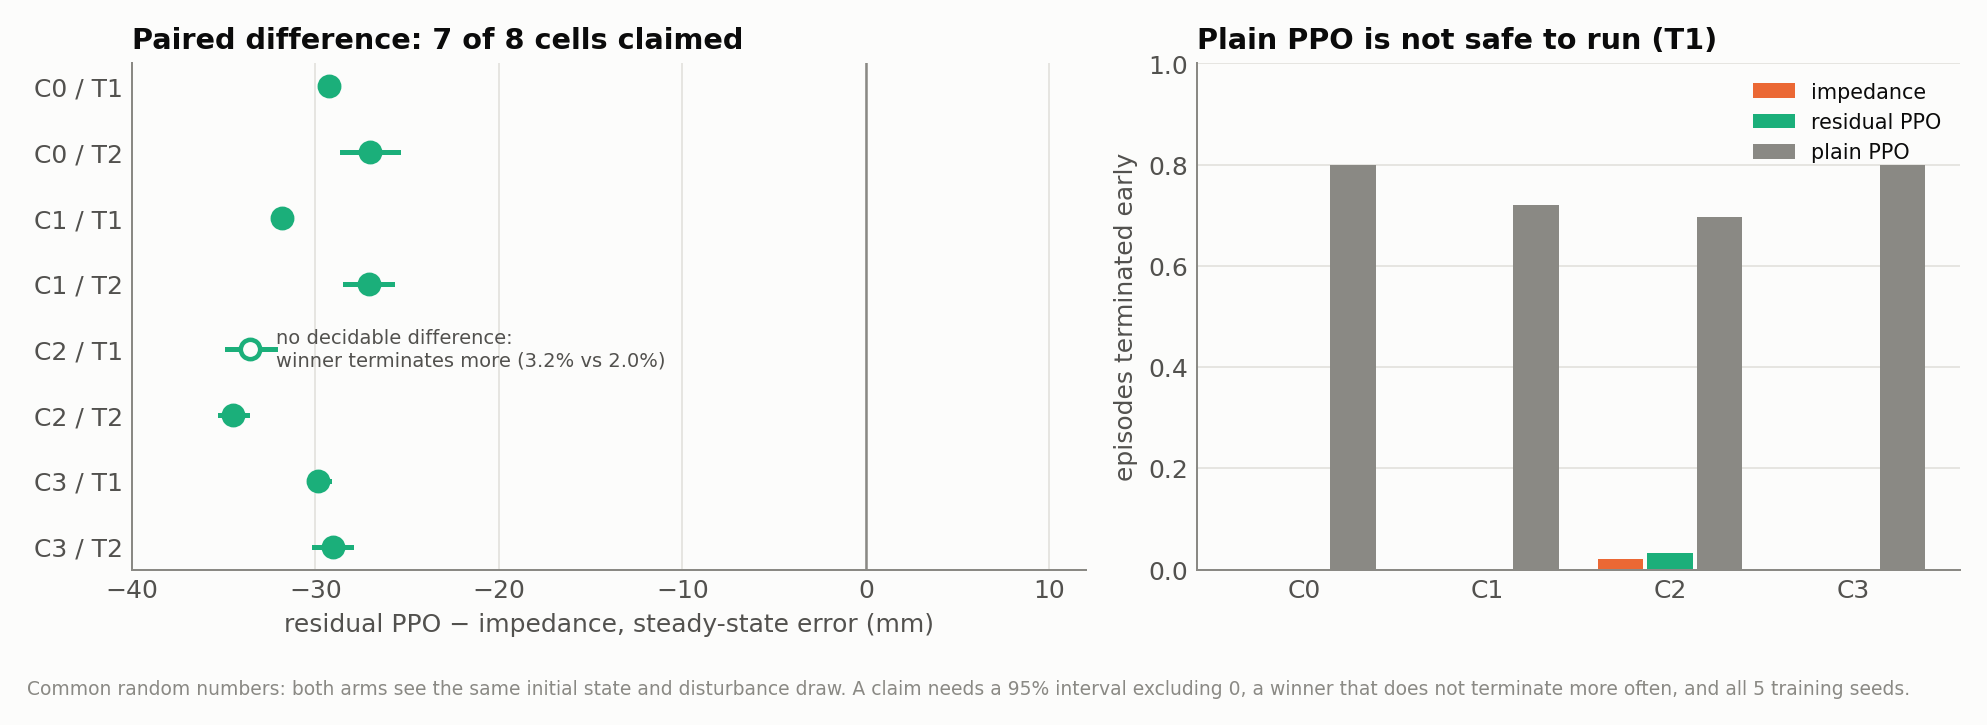 Paired difference: 7 of 8 cells claimed
C0 / T1
C0 / T2
C1 / T1
C1 / T2
C2 / T1
C2 / T2
C3 / T1
C3 / T2
no decidable difference:
winner terminates more (3.2% vs 2.0%)
−40 −30 −20 −10 0 10
residual PPO − impedance, steady-state error (mm)
Plain PPO is not safe to run (T1)
episodes terminated early
1.0
0.8
0.6
0.4
0.2
0.0
impedance
residual PPO
plain PPO
C0 C1 C2 C3
Common random numbers: both arms see the same initial state and disturbance draw. A claim needs a 95% interval excluding 0, a winner that does not terminate more often, and all 5 training seeds.